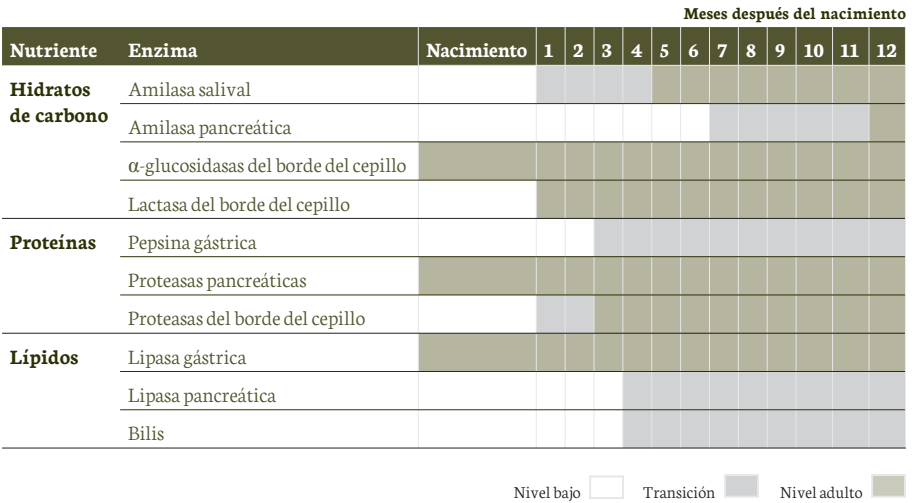 Meses después del nacimiento
Nutriente Enzima Nacimiento 1 2 3 4 5 6 7 8 9 10 11 12
Hidratos de carbono Amilasa salival
Amilasa pancreática
α-glucosidasas del borde del cepillo
Lactasa del borde del cepillo
Proteínas Pepsina gástrica
Proteasas pancreáticas
Proteasas del borde del cepillo
Lípidos Lipasa gástrica
Lipasa pancreática
Bilis
Nivel bajo Transición Nivel adulto